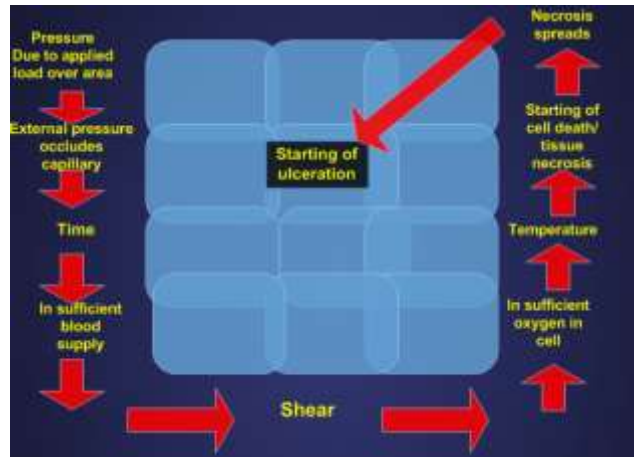 Pressure
Due to applied
load over area
External pressure
occludes
capillary
Time
In sufficient
blood
supply
Shear
In sufficient
oxygen in
cell
Temperature
Starting of
cell death/
tissue
necrosis
Necrosis
spreads
Starting of
ulceration